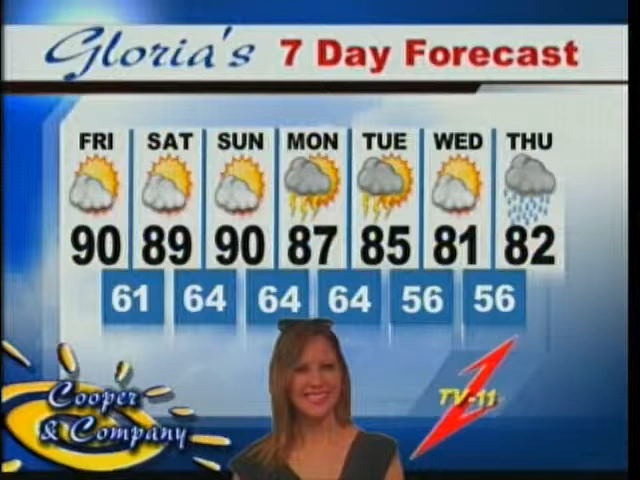 Gloria's 7 Day Forecast
FRI SAT SUN MON TUE WED THU
90 89 90 87 85 81 82
61 64 64 64 56 56
Cooper
& Company
TV-11